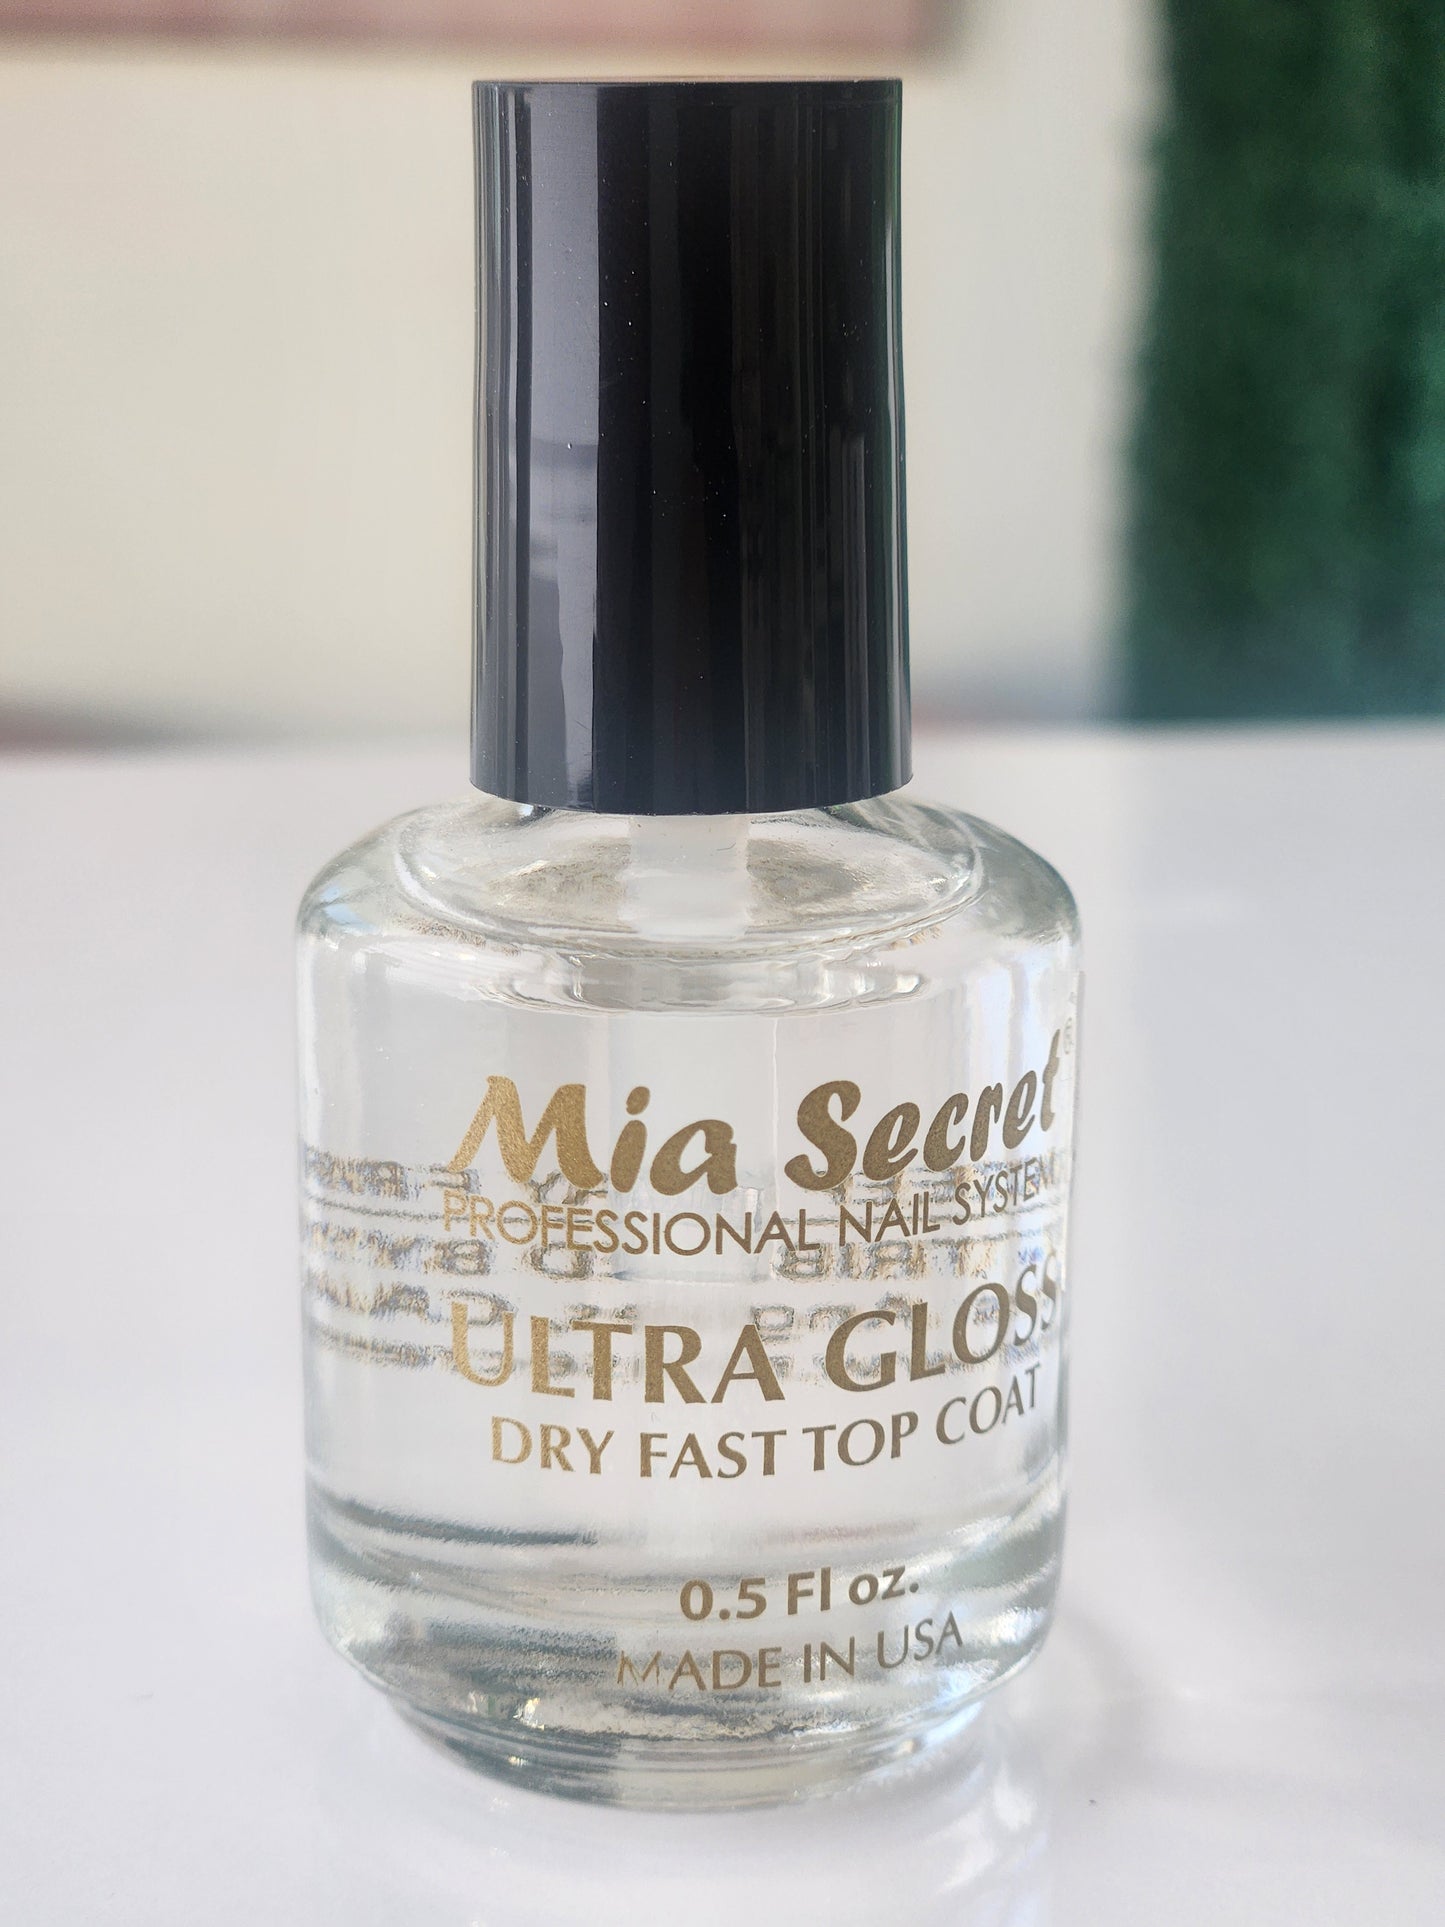 Mia Secret®
PROFESSIONAL NAIL SYSTEM
ULTRA GLOSS
DRY FAST TOP COAT
0.5 Fl oz.
MADE IN USA